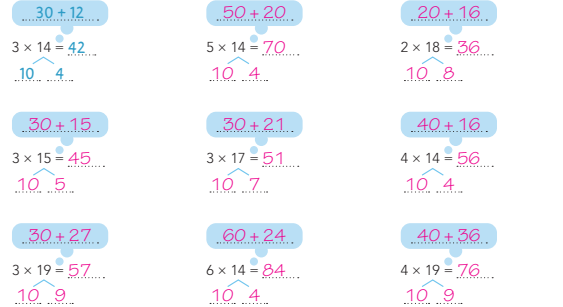 30 + 12
50 + 20
20 + 16
3 × 14 = 42
5 × 14 = 70
2 × 18 = 36
10 4
10 4
10 8
30 + 15
30 + 21
40 + 16
3 × 15 = 45
3 × 17 = 51
4 × 14 = 56
10 5
10 7
10 4
30 + 27
60 + 24
40 + 36
3 × 19 = 57
6 × 14 = 84
4 × 19 = 76
10 9
10 4
10 9